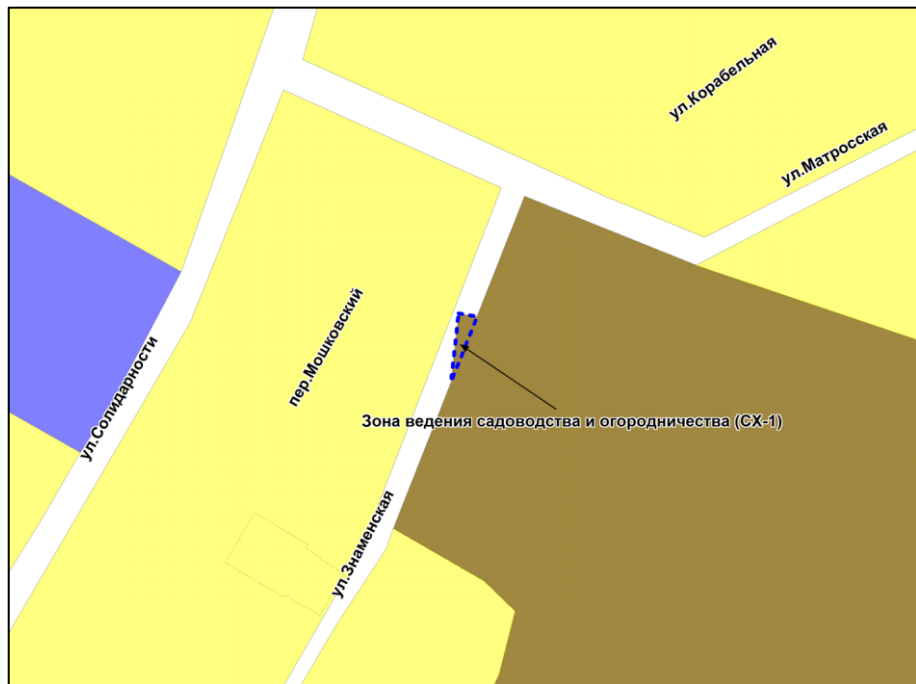 ул.Корабельная
ул.Матросская
пер.Мошковский
ул.Солидарности
Зона ведения садоводства и огородничества (СХ-1)
ул.Знаменская